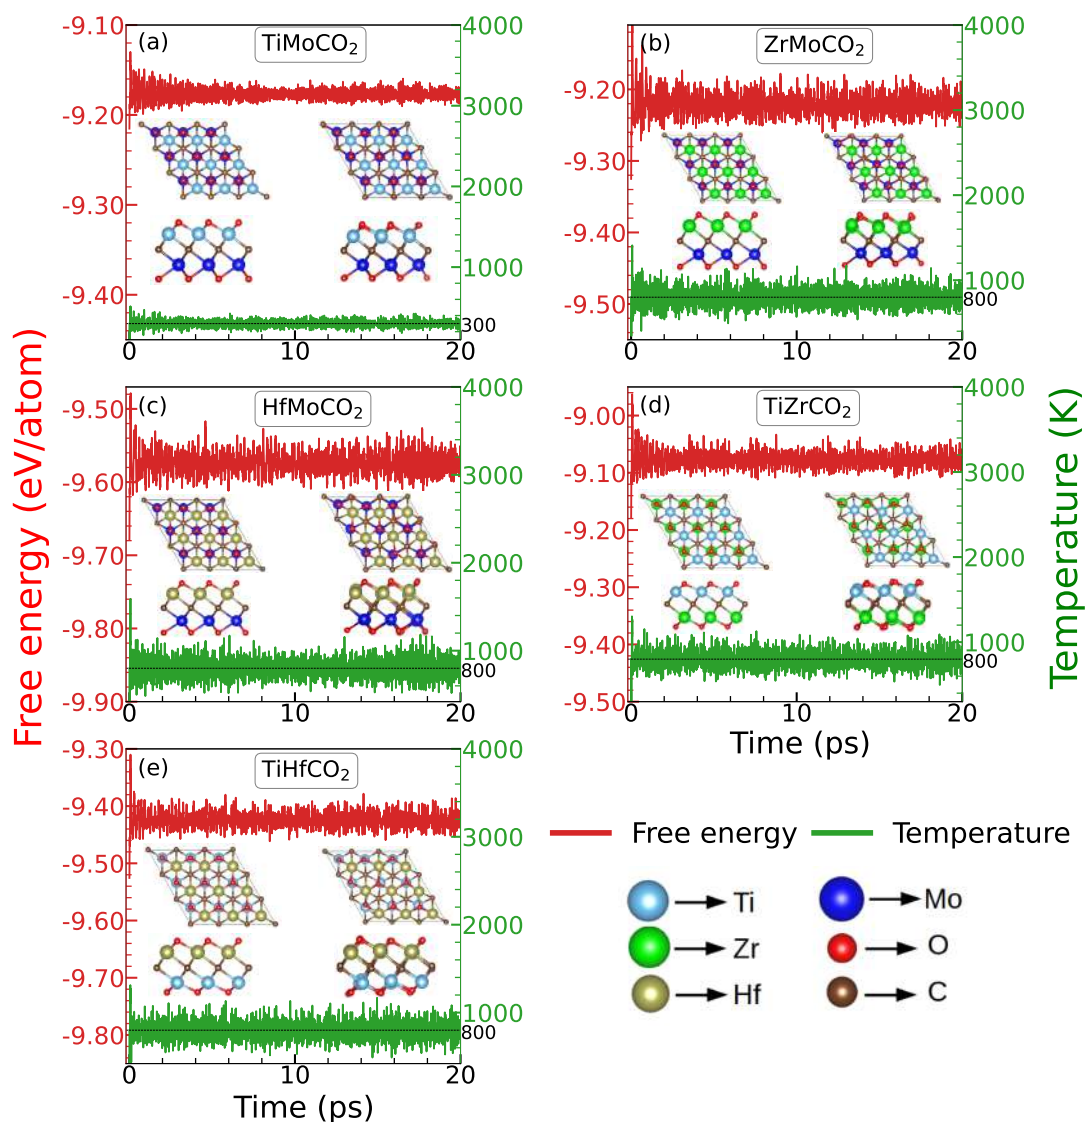 Free energy (eV/atom)
Temperature (K)
(a)
TiMoCO2
-9.10
-9.20
-9.30
-9.40
4000
3000
2000
1000
300
0
10
20
(b)
ZrMoCO2
-9.20
-9.30
-9.40
-9.50
4000
3000
2000
1000
800
0
10
20
(c)
HfMoCO2
-9.50
-9.60
-9.70
-9.80
-9.90
4000
3000
2000
1000
800
0
10
20
(d)
TiZrCO2
-9.00
-9.10
-9.20
-9.30
-9.40
-9.50
4000
3000
2000
1000
800
0
10
20
Time (ps)
(e)
TiHfCO2
-9.30
-9.40
-9.50
-9.60
-9.70
-9.80
4000
3000
2000
1000
800
0
10
20
Time (ps)
Free energy
Temperature
Ti
Mo
Zr
O
Hf
C